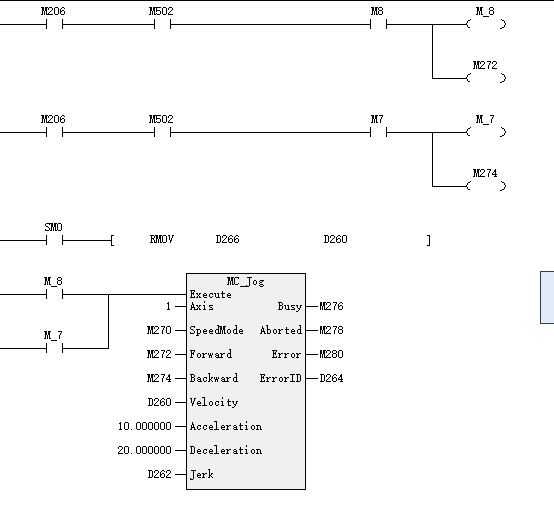 M206 M502 M8 M_8
M272
M206 M502 M7 M_7
M274
SM0
[ RMOV D266 D260 ]
M_8 MC_Jog
Execute
1 Axis Busy M276
M_7 M270 SpeedMode Aborted M278
M272 Forward Error M280
M274 Backward ErrorID D264
D260 Velocity
10.000000 Acceleration
20.000000 Deceleration
D262 Jerk